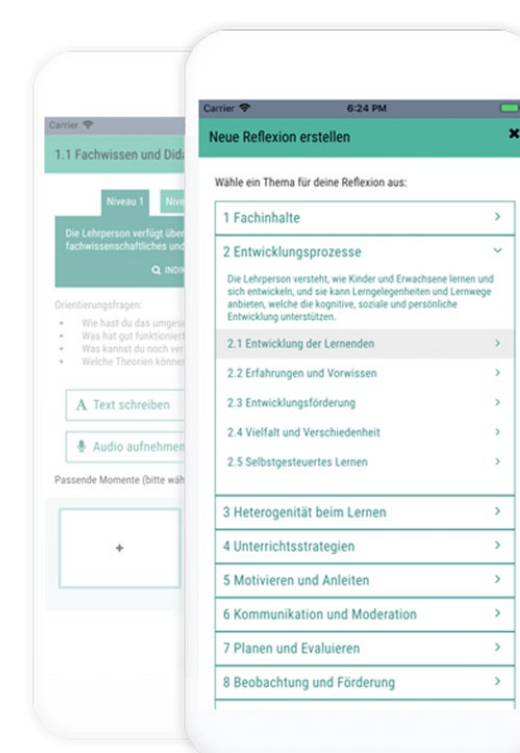 Carrier
1.1 Fachwissen und Dida
Niveau 1
Die Lehrperson verfügt über
fachwissenschaftliches und
Orientierungsfragen:
Wie hast du das umgese
Was hat gut funktioniert
Was kannst du noch ver
Welche Theorien könne
A Text schreiben
Audio aufnehmen
Passende Momente (bitte wäh
+
Carrier
6:24 PM
Neue Reflexion erstellen
Wähle ein Thema für deine Reflexion aus:
1 Fachinhalte
2 Entwicklungsprozesse
Die Lehrperson versteht, wie Kinder und Erwachsene lernen und
sich entwickeln, und sie kann Lerngelegenheiten und Lernwege
anbieten, welche die kognitive, soziale und persönliche
Entwicklung unterstützen.
2.1 Entwicklung der Lernenden
2.2 Erfahrungen und Vorwissen
2.3 Entwicklungsförderung
2.4 Vielfalt und Verschiedenheit
2.5 Selbstgesteuertes Lernen
3 Heterogenität beim Lernen
4 Unterrichtsstrategien
5 Motivieren und Anleiten
6 Kommunikation und Moderation
7 Planen und Evaluieren
8 Beobachtung und Förderung